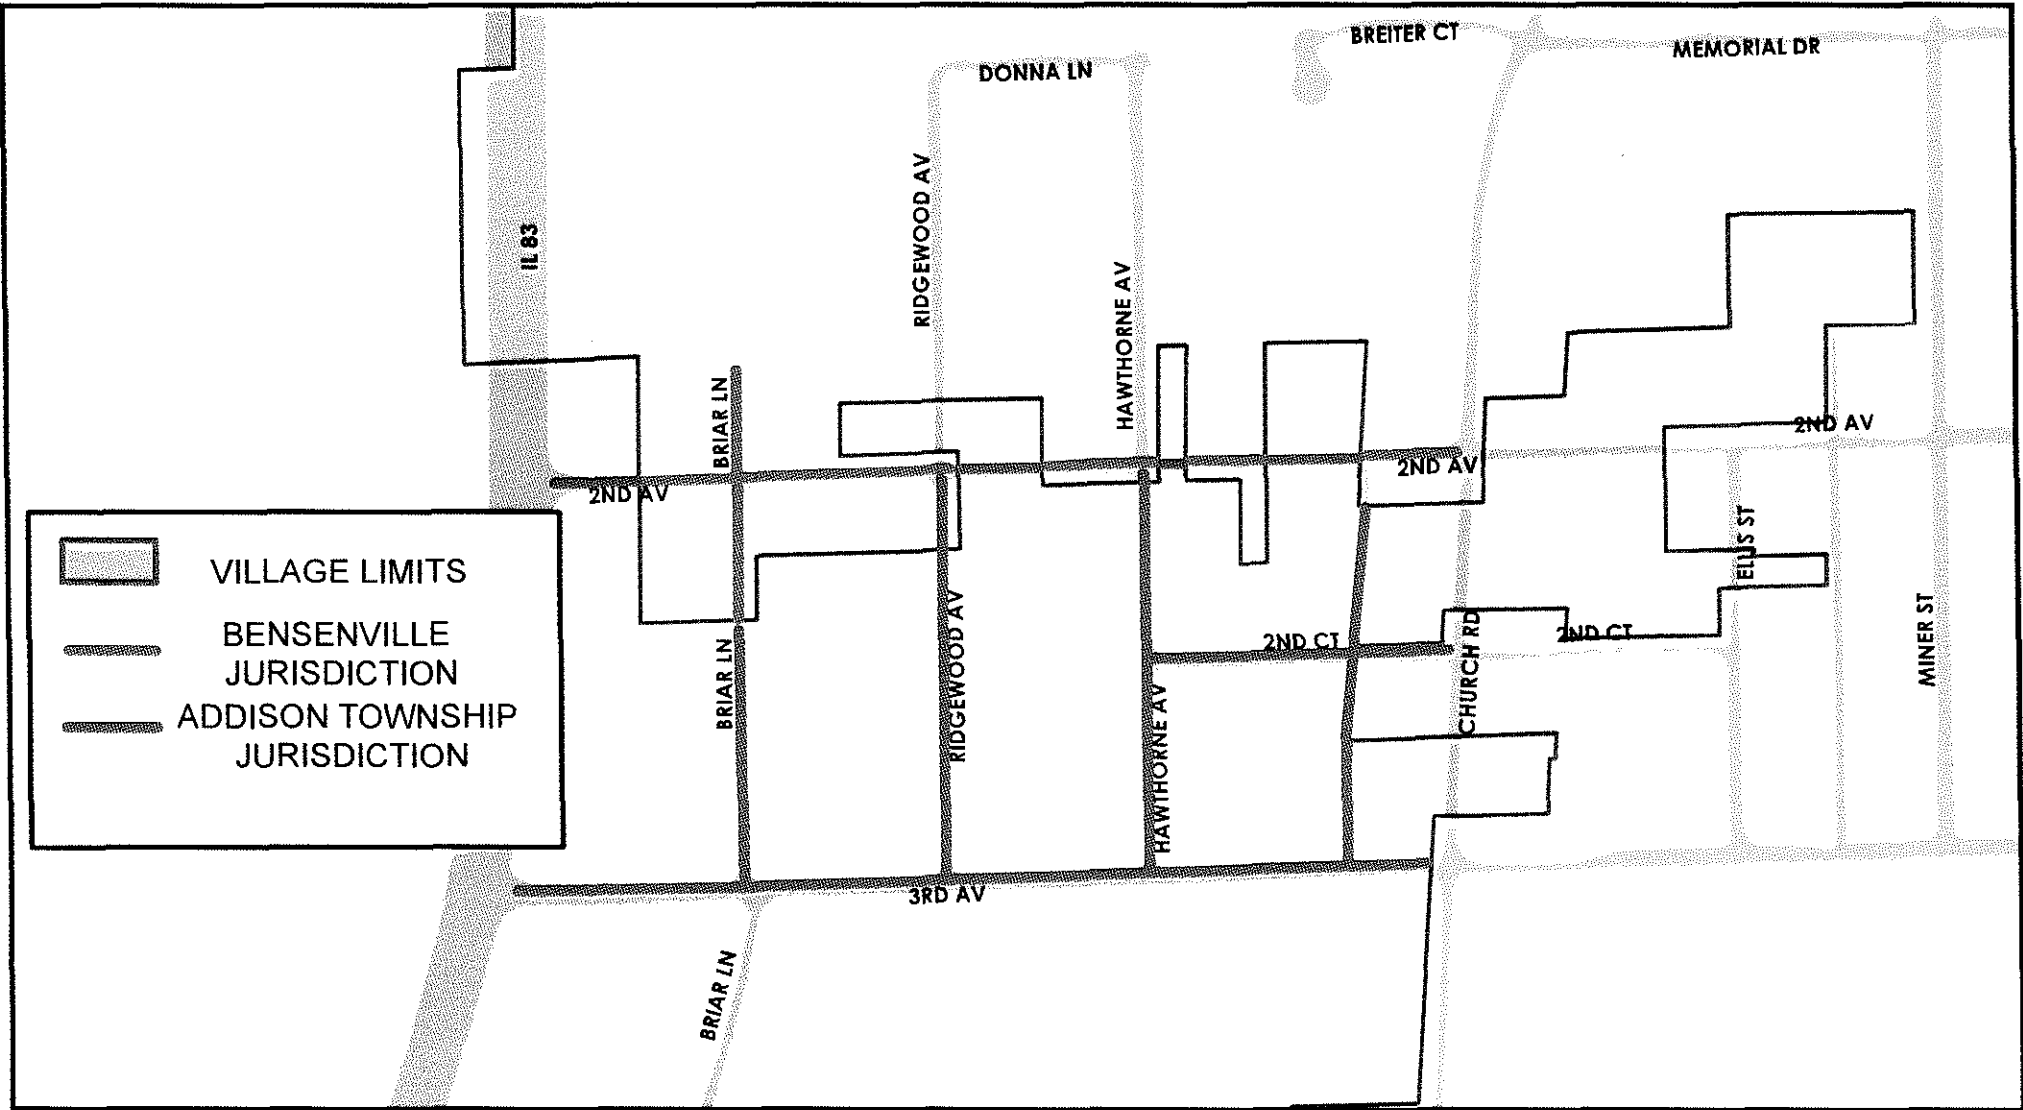 BREITER CT
MEMORIAL DR
DONNA LN
RIDGEWOOD AV
IL 83
HAWTHORNE AV
BRIAR LN
2ND AV
2ND AV
2ND AV
VILLAGE LIMITS
BENSENVILLE
JURISDICTION
ADDISON TOWNSHIP
JURISDICTION
ELLIS ST
RIDGEWOOD AV
MINER ST
2ND CT
2ND CT
CHURCH RD
BRIAR LN
HAWTHORNE AV
3RD AV
BRIAR LN